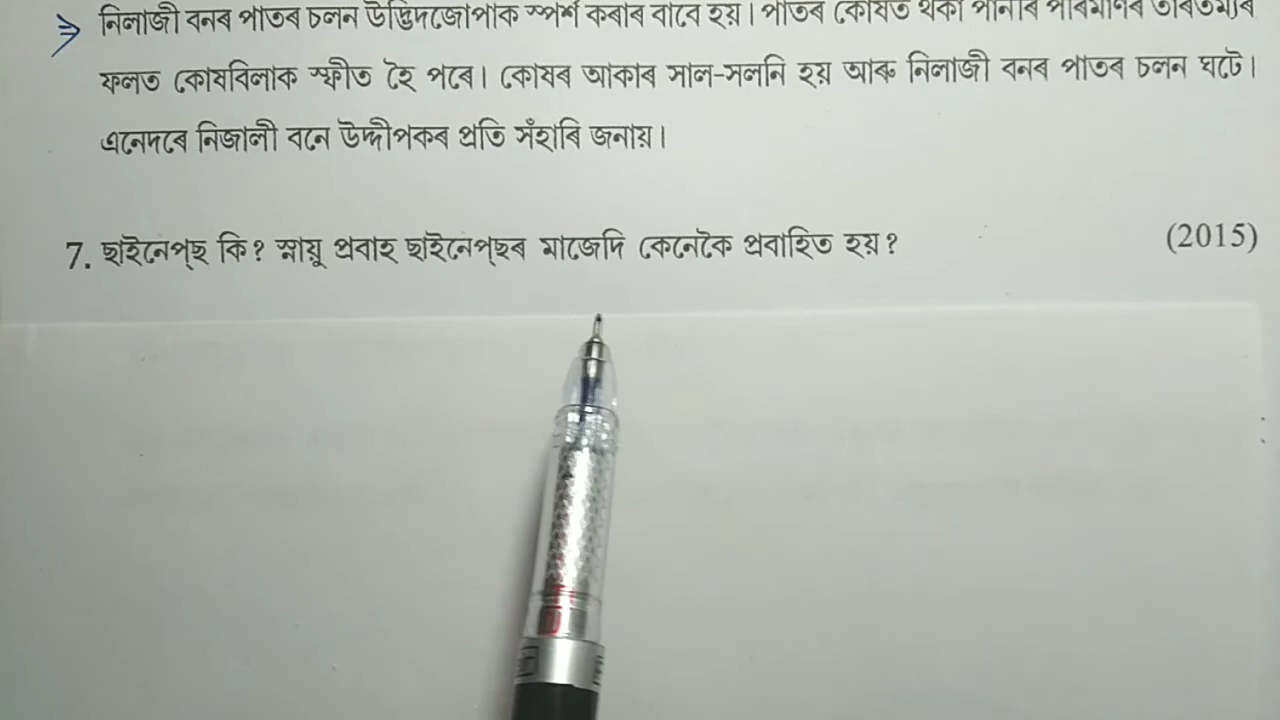 নিলাজী বনৰ পাতৰ চলন উদ্ভিদজোপাক স্পৰ্শ কৰাৰ বাবে হয়। পাতৰ কোষত থকা পানীৰ পৰিমাণৰ তাৰতম্যৰ
ফলত কোষবিলাক স্ফীত হৈ পৰে। কোষৰ আকাৰ সাল-সলনি হয় আৰু নিলাজী বনৰ পাতৰ চলন ঘটে।
এনেদৰে নিজালী বনে উদ্দীপকৰ প্ৰতি সঁহাৰি জনায়।
7. ছাইনেপ্‌ছ কি? স্নায়ু প্ৰবাহ ছাইনেপ্‌ছৰ মাজেদি কেনেকৈ প্ৰবাহিত হয়? (2015)